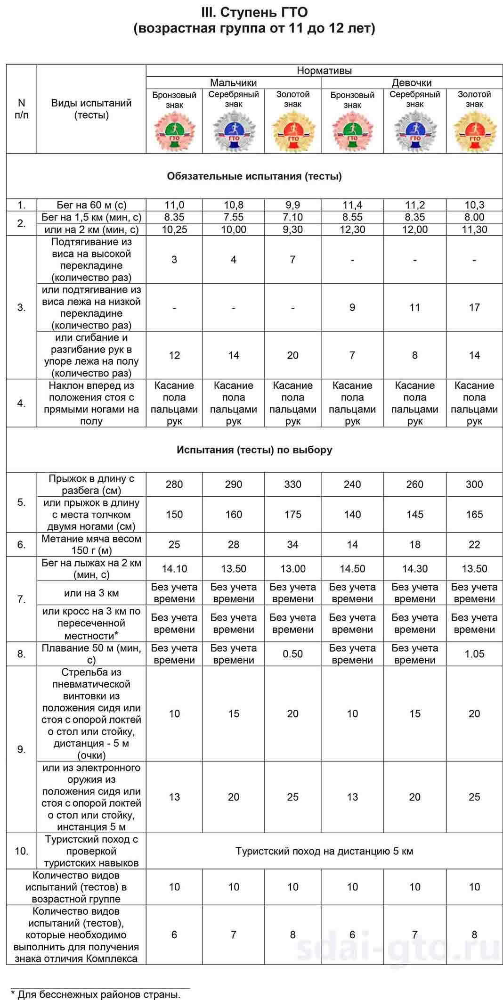 III. Ступень ГТО
(возрастная группа от 11 до 12 лет)
N п/п | Виды испытаний (тесты) | Нормативы
Мальчики | Девочки
Бронзовый знак | Серебряный знак | Золотой знак | Бронзовый знак | Серебряный знак | Золотой знак
ГТО | ГТО | ГТО | ГТО | ГТО | ГТО
Обязательные испытания (тесты)
1. | Бег на 60 м (с) | 11,0 | 10,8 | 9,9 | 11,4 | 11,2 | 10,3
2. | Бег на 1,5 км (мин, с) | 8.35 | 7.55 | 7.10 | 8.55 | 8.35 | 8.00
или на 2 км (мин, с) | 10,25 | 10,00 | 9,30 | 12,30 | 12,00 | 11,30
3. | Подтягивание из виса на высокой перекладине (количество раз) | 3 | 4 | 7 | - | - | -
или подтягивание из виса лежа на низкой перекладине (количество раз) | - | - | - | 9 | 11 | 17
или сгибание и разгибание рук в упоре лежа на полу (количество раз) | 12 | 14 | 20 | 7 | 8 | 14
4. | Наклон вперед из положения стоя с прямыми ногами на полу | Касание пола пальцами рук | Касание пола пальцами рук | Касание пола пальцами рук | Касание пола пальцами рук | Касание пола пальцами рук | Касание пола пальцами рук
Испытания (тесты) по выбору
5. | Прыжок в длину с разбега (см) | 280 | 290 | 330 | 240 | 260 | 300
или прыжок в длину с места толчком двумя ногами (см) | 150 | 160 | 175 | 140 | 145 | 165
6. | Метание мяча весом 150 г (м) | 25 | 28 | 34 | 14 | 18 | 22
7. | Бег на лыжах на 2 км (мин, с) | 14.10 | 13.50 | 13.00 | 14.50 | 14.30 | 13.50
или на 3 км | Без учета времени | Без учета времени | Без учета времени | Без учета времени | Без учета времени | Без учета времени
или кросс на 3 км по пересеченной местности* | Без учета времени | Без учета времени | Без учета времени | Без учета времени | Без учета времени | Без учета времени
8. | Плавание 50 м (мин, с) | Без учета времени | Без учета времени | 0.50 | Без учета времени | Без учета времени | 1.05
9. | Стрельба из пневматической винтовки из положения сидя или стоя с опорой локтей о стол или стойку, дистанция - 5 м (очки) | 10 | 15 | 20 | 10 | 15 | 20
или из электронного оружия из положения сидя или стоя с опорой локтей о стол или стойку, инстанция 5 м | 13 | 20 | 25 | 13 | 20 | 25
10. | Туристский поход с проверкой туристских навыков | Туристский поход на дистанцию 5 км
Количество видов испытаний (тестов) в возрастной группе | 10 | 10 | 10 | 10 | 10 | 10
Количество видов испытаний (тестов), которые необходимо выполнить для получения знака отличия Комплекса | 6 | 7 | 8 | 6 | 7 | 8
sdai-gto.ru
* Для бесснежных районов страны.